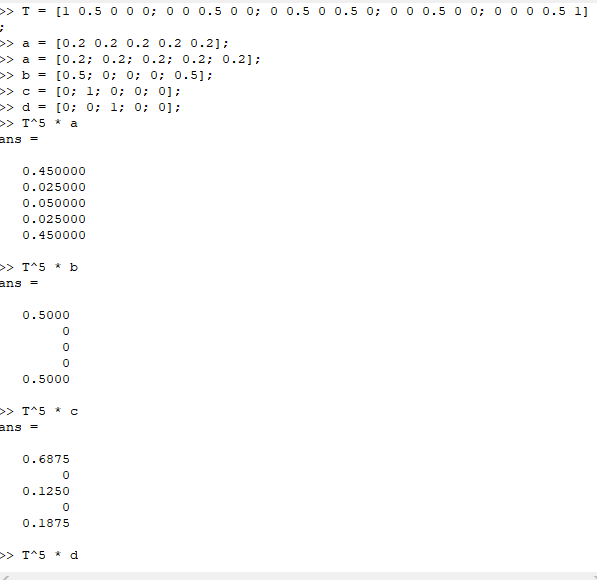 >> T = [1 0.5 0 0 0; 0 0 0.5 0 0; 0 0.5 0 0.5 0; 0 0 0.5 0 0; 0 0 0 0.5 1]
;
>> a = [0.2 0.2 0.2 0.2 0.2];
>> a = [0.2; 0.2; 0.2; 0.2; 0.2];
>> b = [0.5; 0; 0; 0; 0.5];
>> c = [0; 1; 0; 0; 0];
>> d = [0; 0; 1; 0; 0];
>> T^5 * a
ans =
0.450000
0.025000
0.050000
0.025000
0.450000
>> T^5 * b
ans =
0.5000
0
0
0
0.5000
>> T^5 * c
ans =
0.6875
0
0.1250
0
0.1875
>> T^5 * d